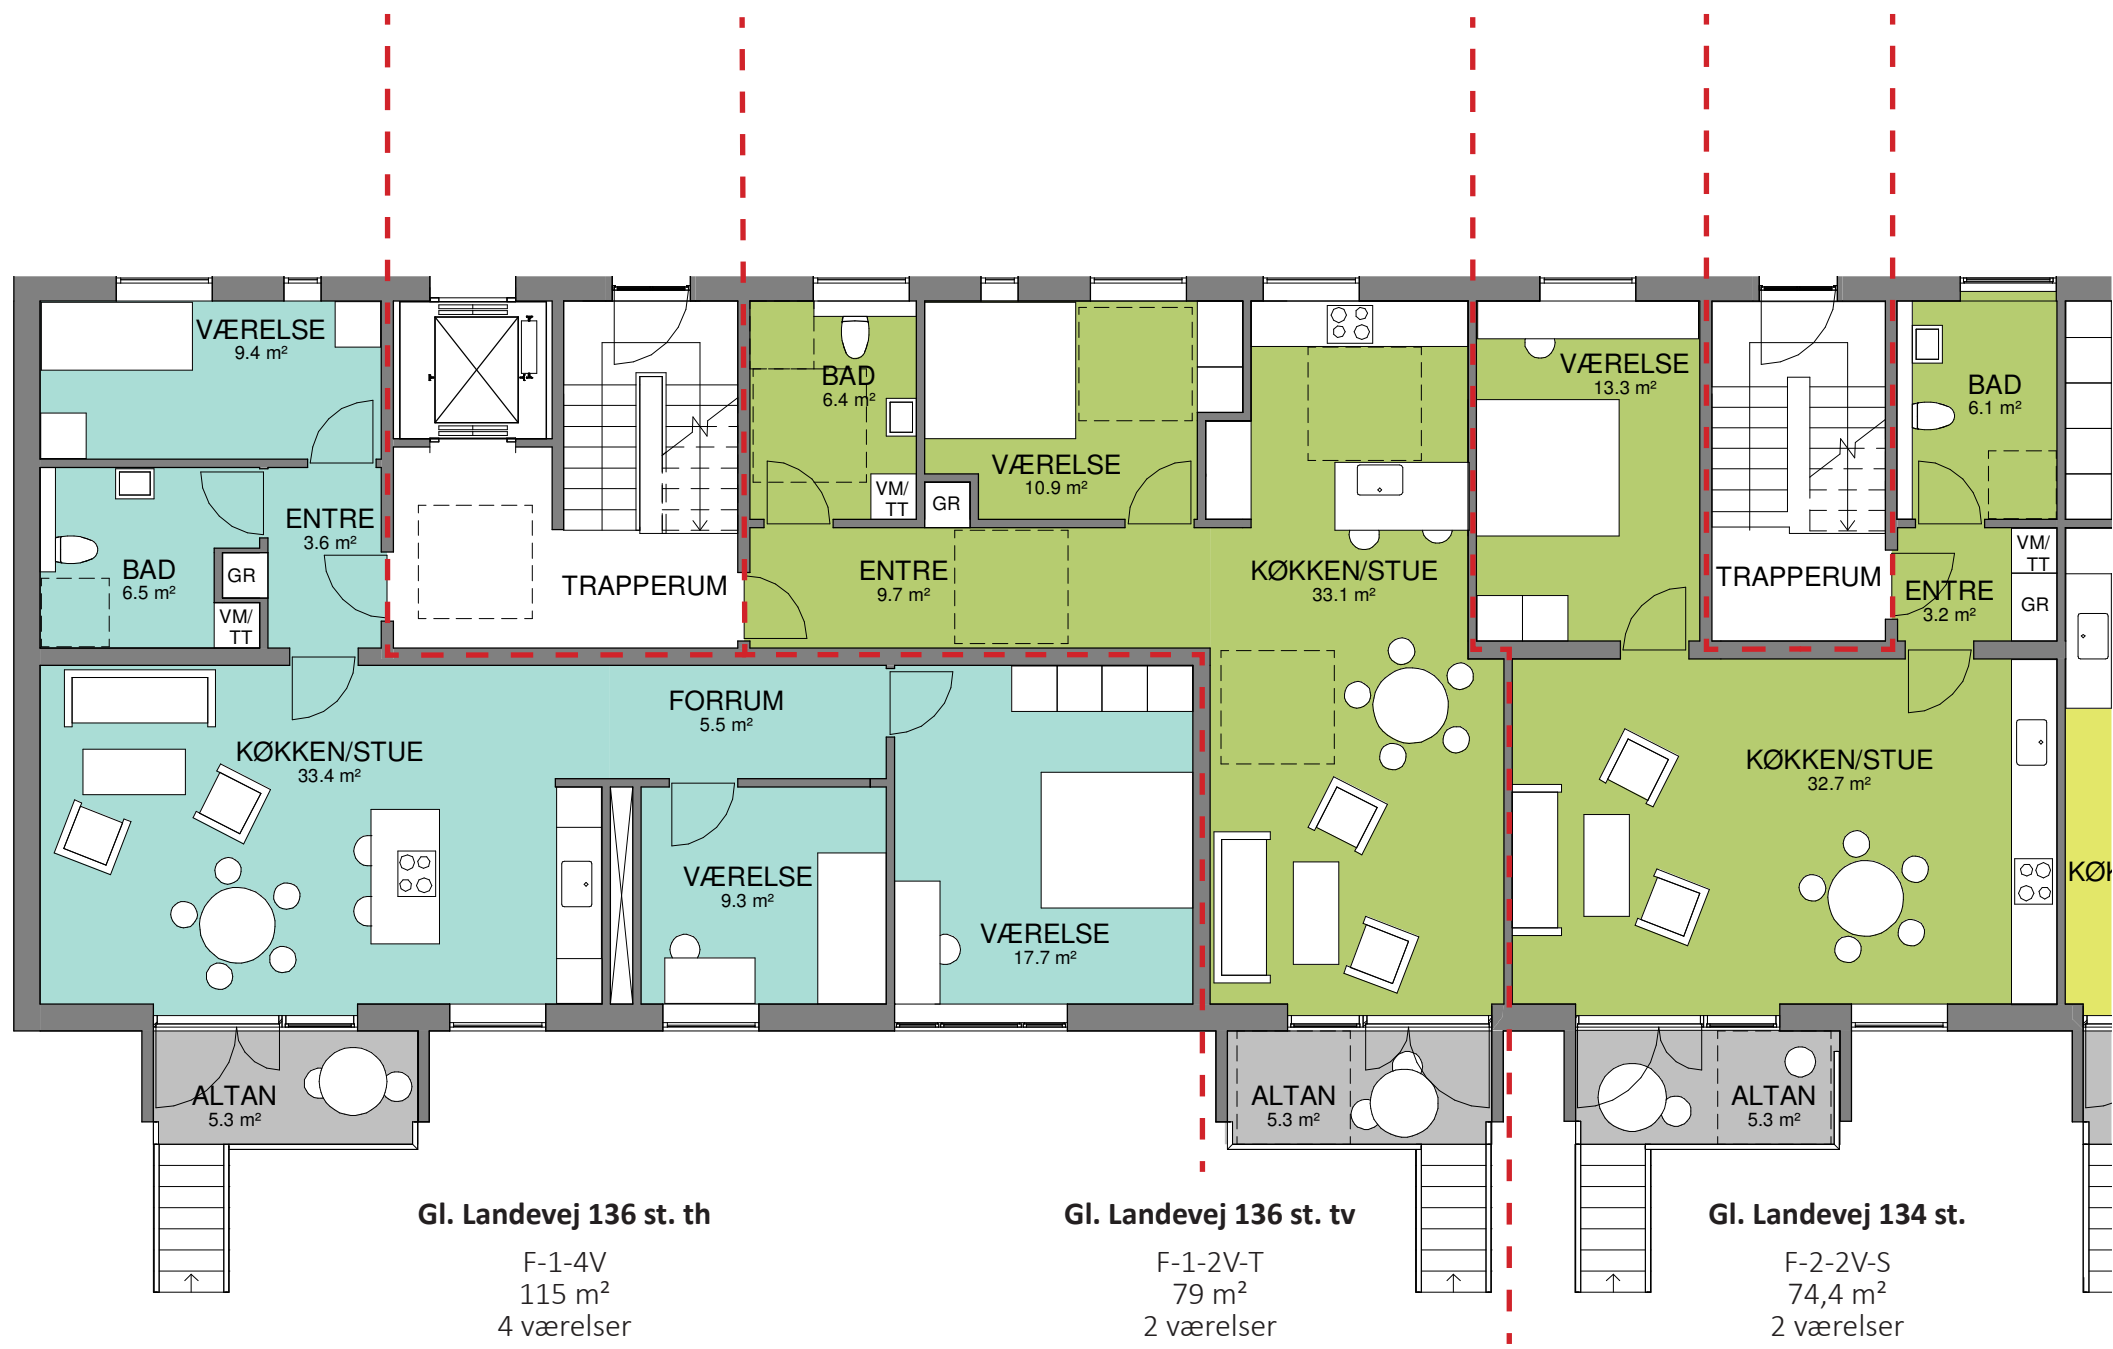 VÆRELSE
9.4 m²
BAD
6.5 m²
GR
VM/
TT
ENTRE
3.6 m²
TRAPPERUM
KØKKEN/STUE
33.4 m²
FORRUM
5.5 m²
VÆRELSE
9.3 m²
VÆRELSE
17.7 m²
ALTAN
5.3 m²
BAD
6.4 m²
VM/
TT
GR
VÆRELSE
10.9 m²
ENTRE
9.7 m²
KØKKEN/STUE
33.1 m²
ALTAN
5.3 m²
VÆRELSE
13.3 m²
TRAPPERUM
BAD
6.1 m²
VM/
TT
GR
ENTRE
3.2 m²
KØKKEN/STUE
32.7 m²
ALTAN
5.3 m²
KØK
Gl. Landevej 136 st. th
F-1-4V
115 m²
4 værelser
Gl. Landevej 136 st. tv
F-1-2V-T
79 m²
2 værelser
Gl. Landevej 134 st.
F-2-2V-S
74,4 m²
2 værelser